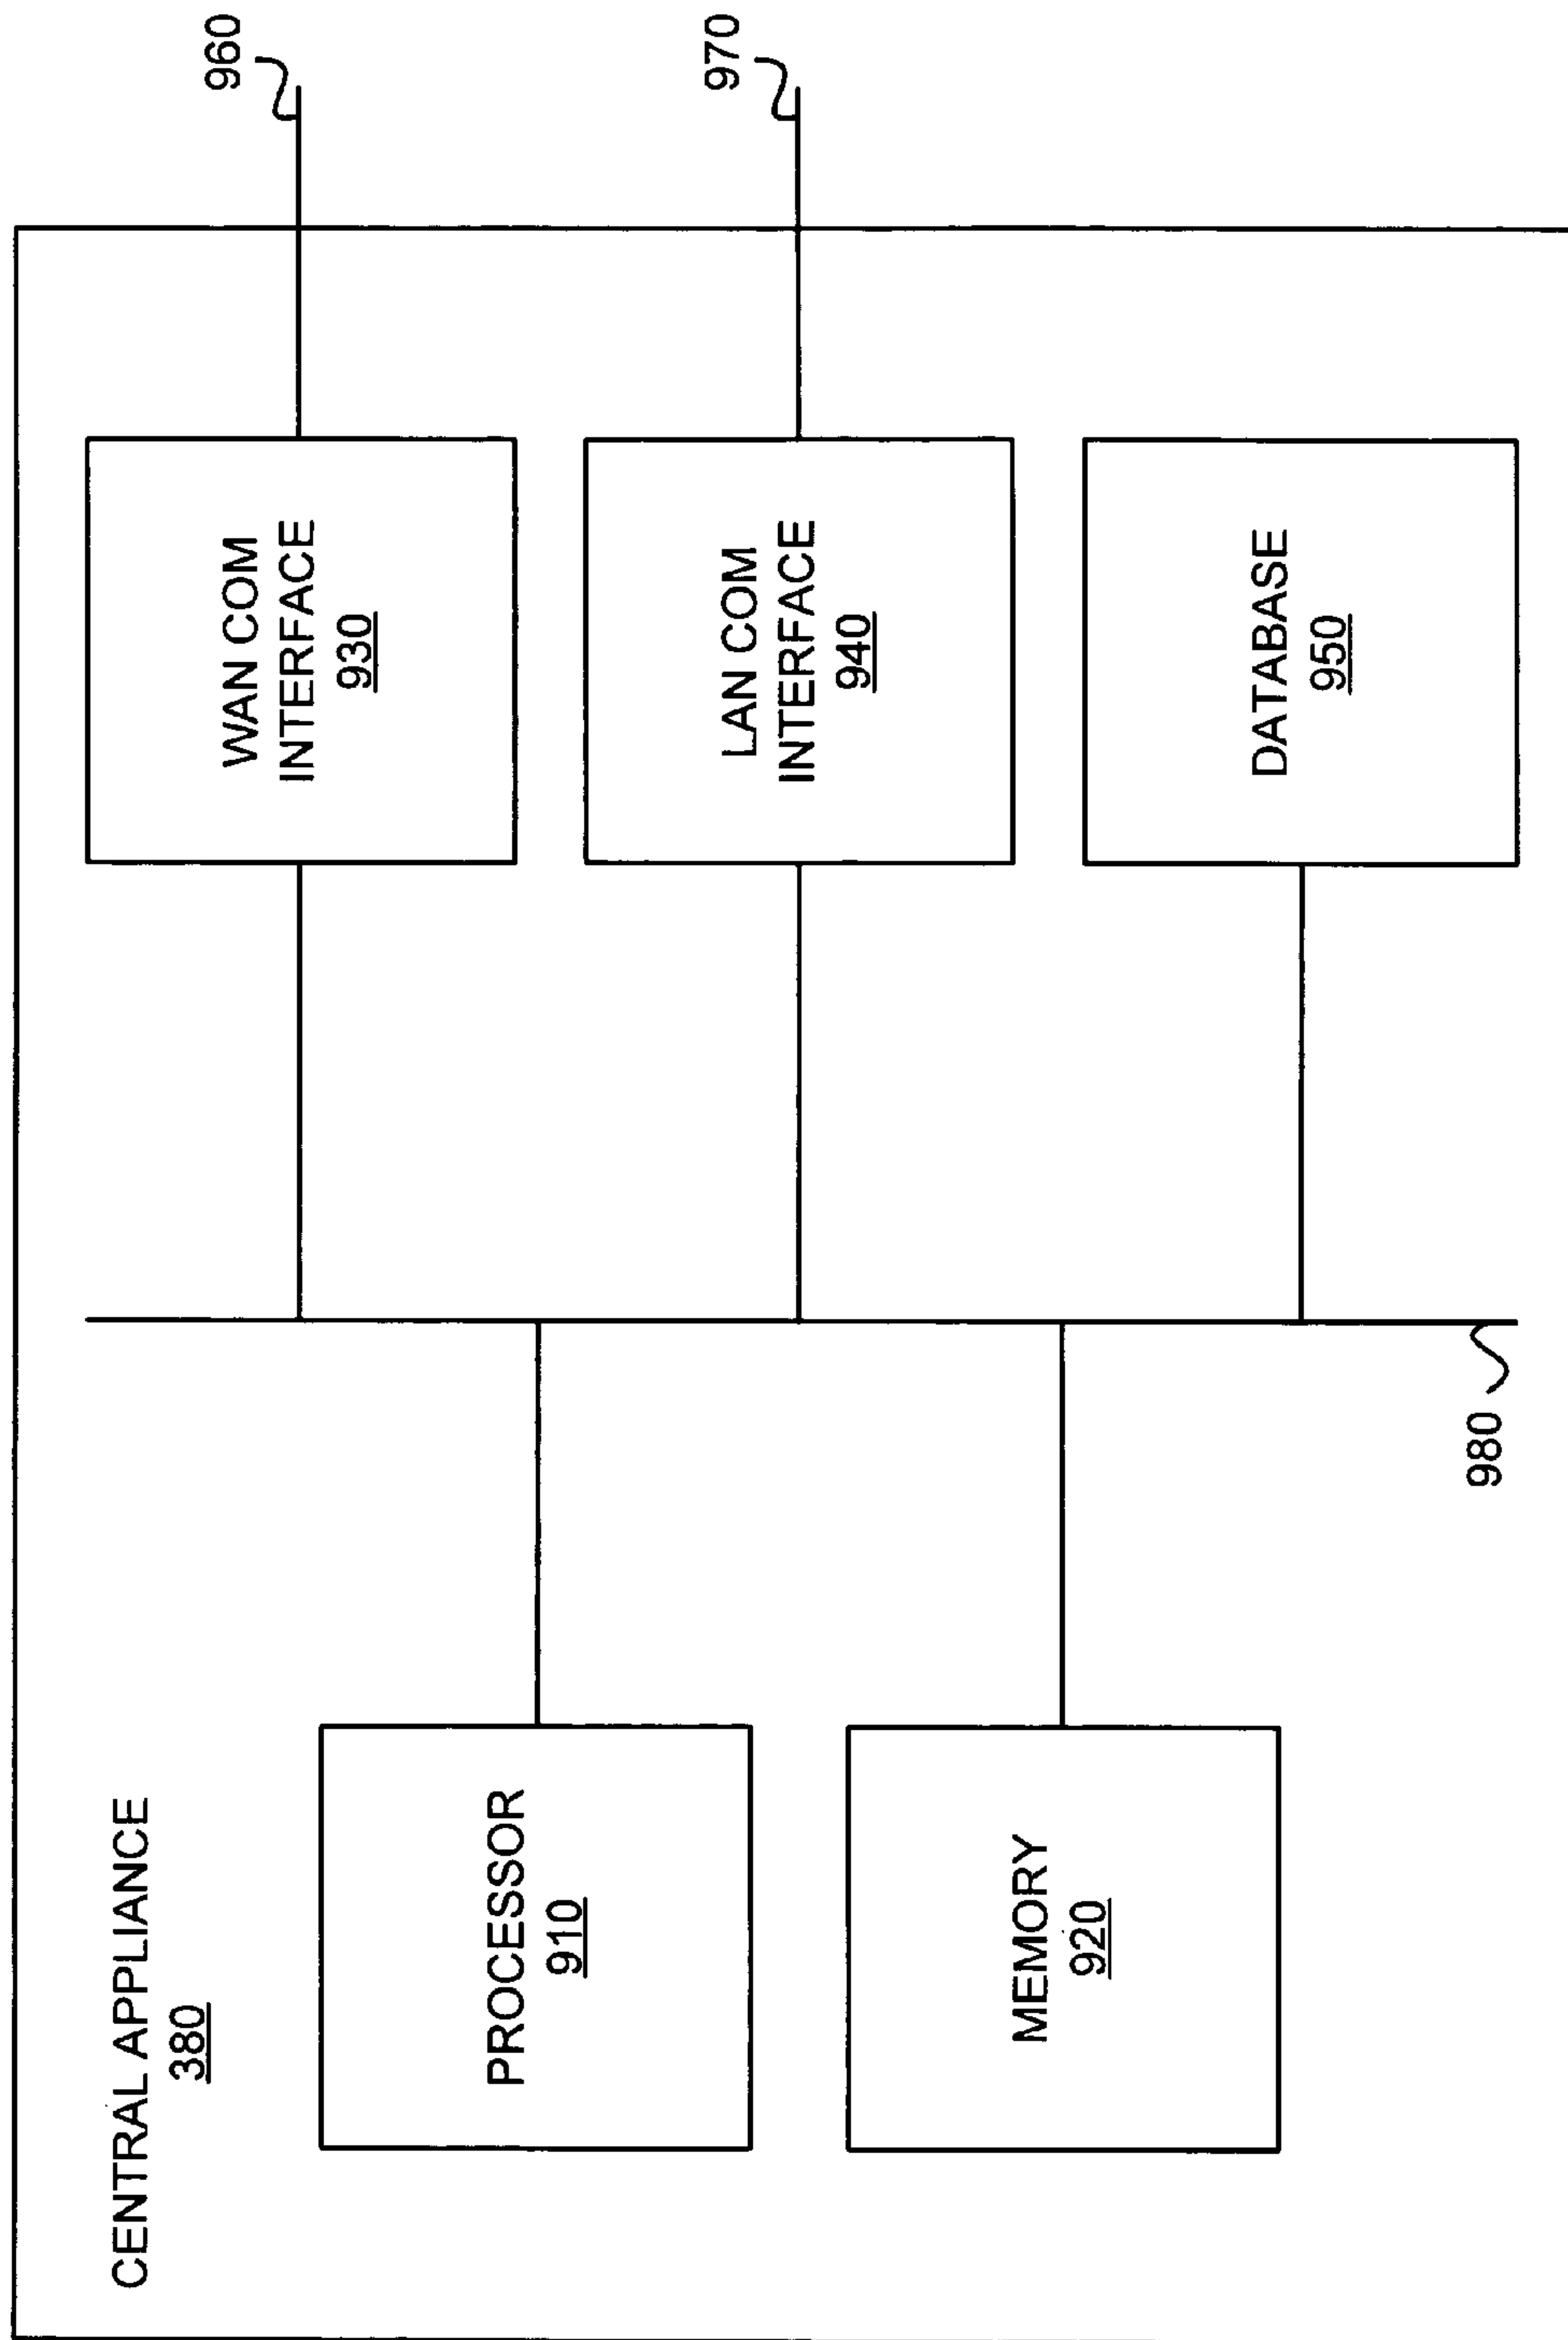 CENTRAL APPLIANCE
380
PROCESSOR
910
MEMORY
920
WAN COM
INTERFACE
930
LAN COM
INTERFACE
940
DATABASE
950
960
970
980